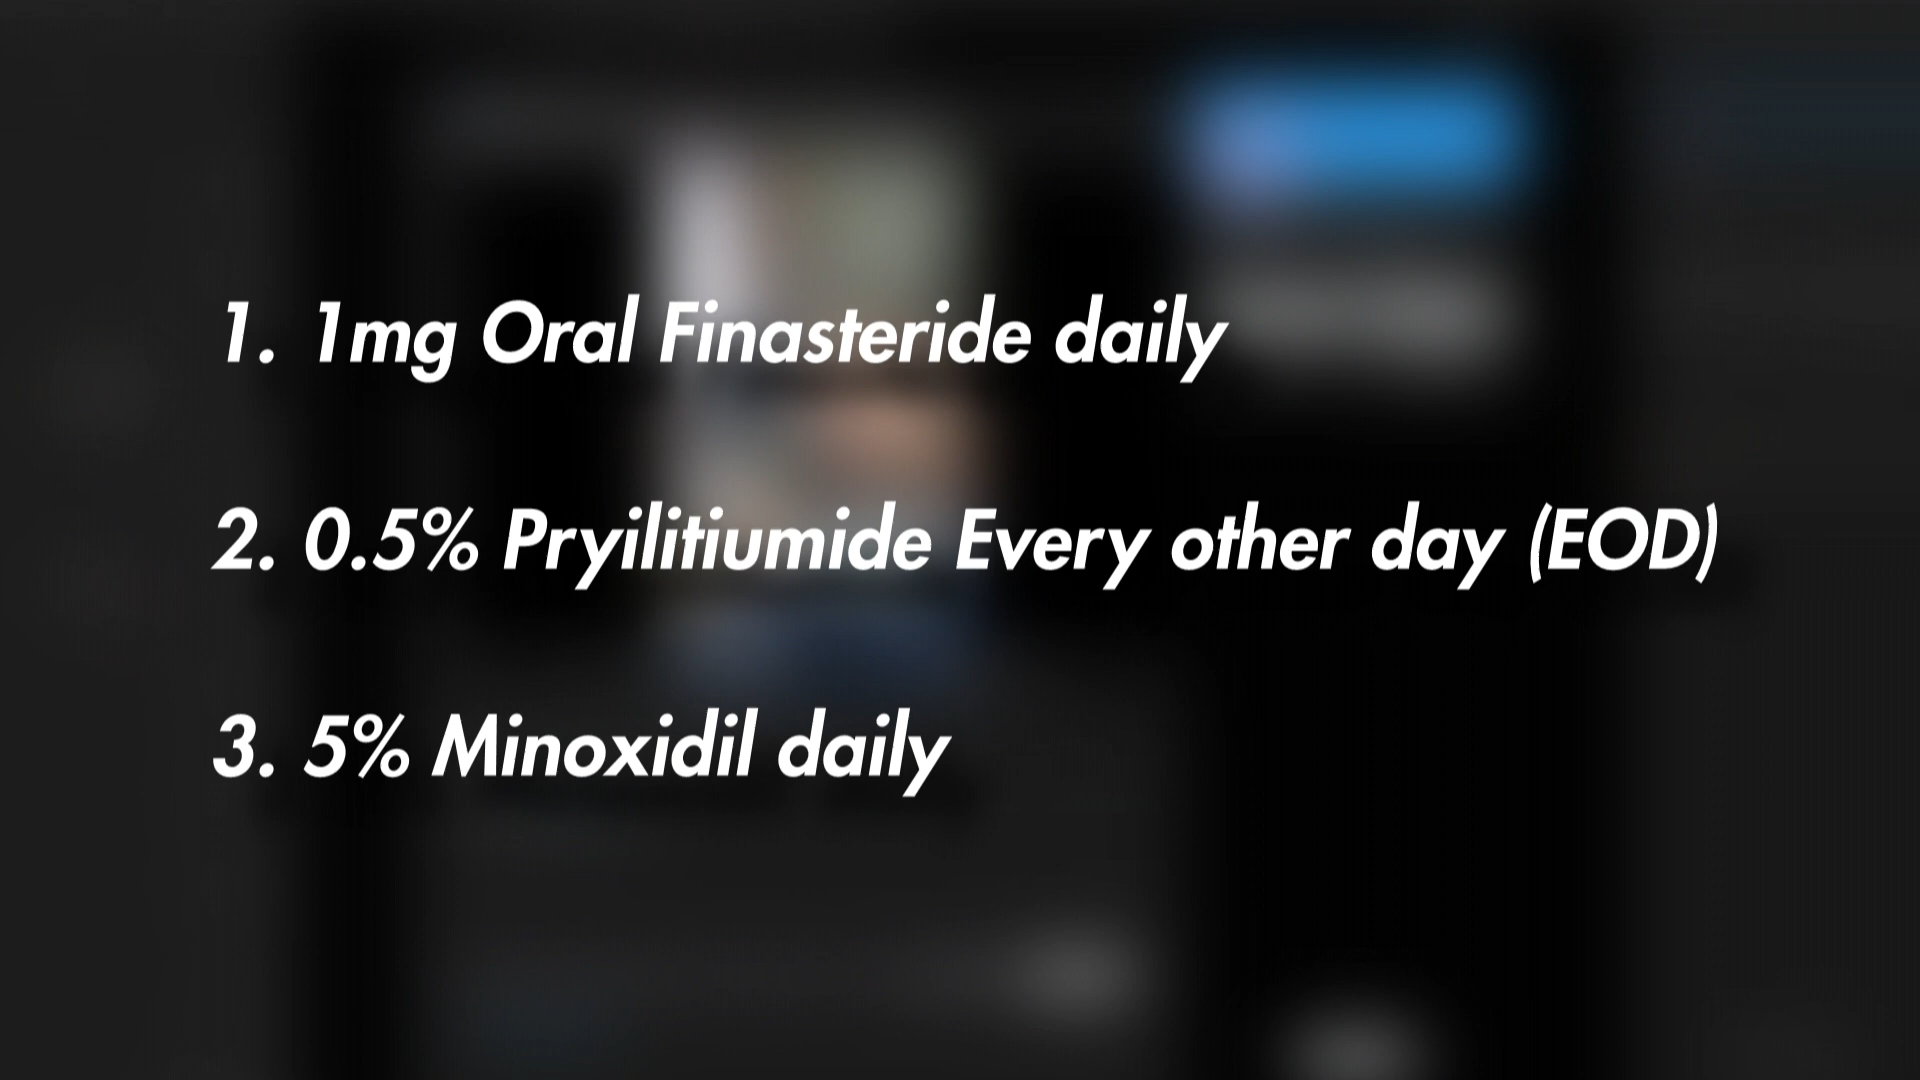 1. 1mg Oral Finasteride daily
2. 0.5% Pryilitiumide Every other day (EOD)
3. 5% Minoxidil daily